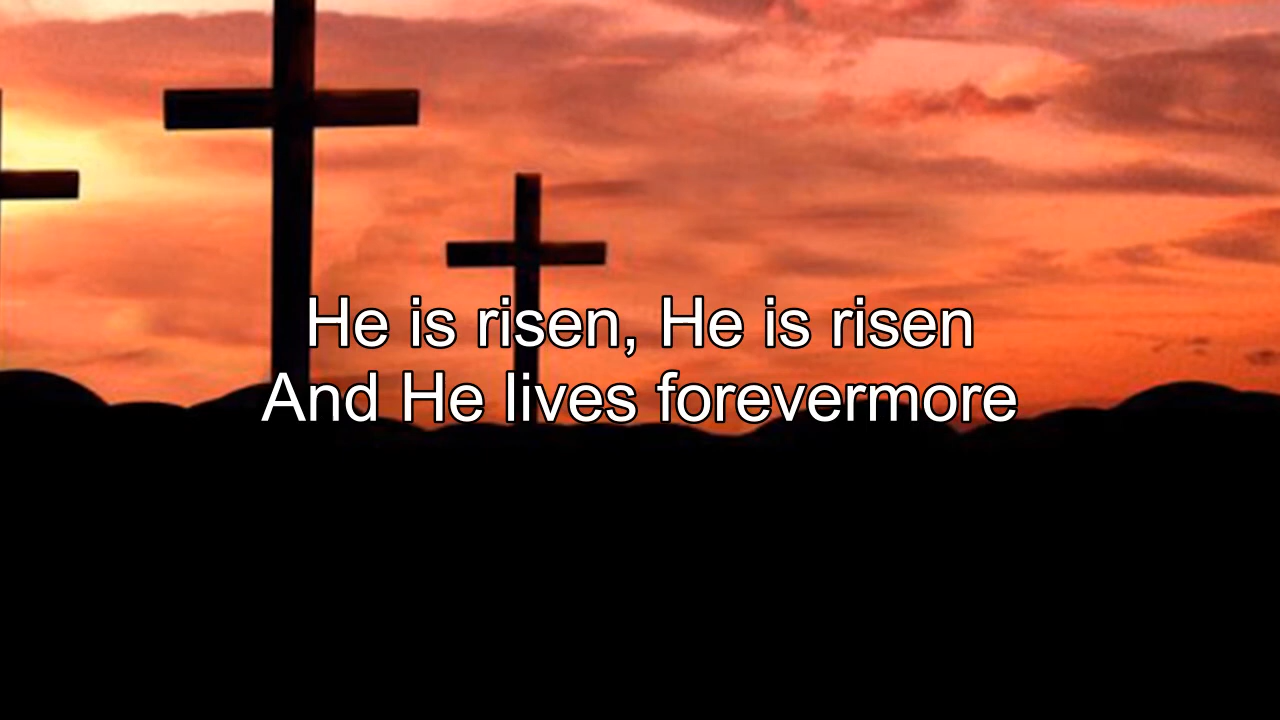 He is risen, He is risen
And He lives forevermore